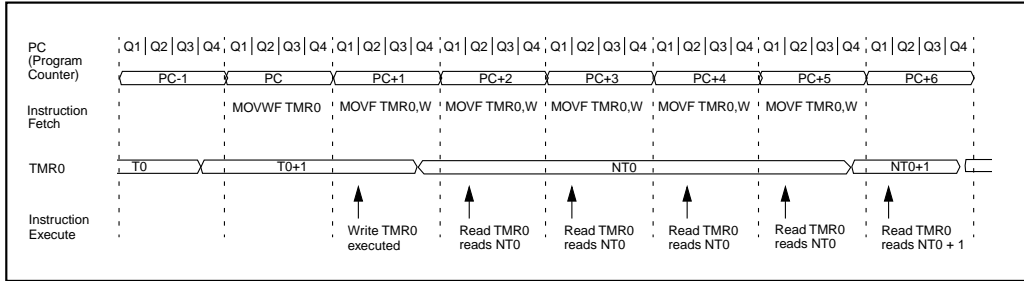 PC
(Program
Counter)
Q1 Q2 Q3 Q4 Q1 Q2 Q3 Q4 Q1 Q2 Q3 Q4 Q1 Q2 Q3 Q4 Q1 Q2 Q3 Q4 Q1 Q2 Q3 Q4 Q1 Q2 Q3 Q4 Q1 Q2 Q3 Q4
PC-1 PC PC+1 PC+2 PC+3 PC+4 PC+5 PC+6
Instruction
Fetch
MOVWF TMR0 MOVF TMR0,W MOVF TMR0,W MOVF TMR0,W MOVF TMR0,W MOVF TMR0,W
TMR0
T0 T0+1 NT0 NT0+1
Instruction
Execute
Write TMR0
executed
Read TMR0
reads NT0
Read TMR0
reads NT0
Read TMR0
reads NT0
Read TMR0
reads NT0
Read TMR0
reads NT0 + 1